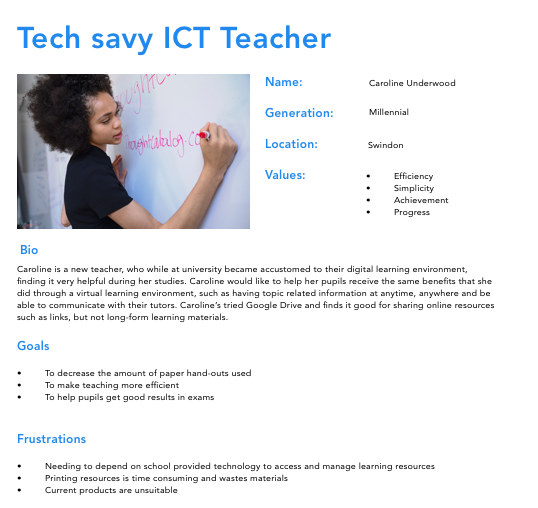 Tech savy ICT Teacher
Name: Caroline Underwood
Generation: Millennial
Location: Swindon
Values:
• Efficiency
• Simplicity
• Achievement
• Progress
thoughtcatalog.co
Bio
Caroline is a new teacher, who while at university became accustomed to their digital learning environment,
finding it very helpful during her studies. Caroline would like to help her pupils receive the same benefits that she
did through a virtual learning environment, such as having topic related information at anytime, anywhere and be
able to communicate with their tutors. Caroline's tried Google Drive and finds it good for sharing online resources
such as links, but not long-form learning materials.
Goals
• To decrease the amount of paper hand-outs used
• To make teaching more efficient
• To help pupils get good results in exams
Frustrations
• Needing to depend on school provided technology to access and manage learning resources
• Printing resources is time consuming and wastes materials
• Current products are unsuitable